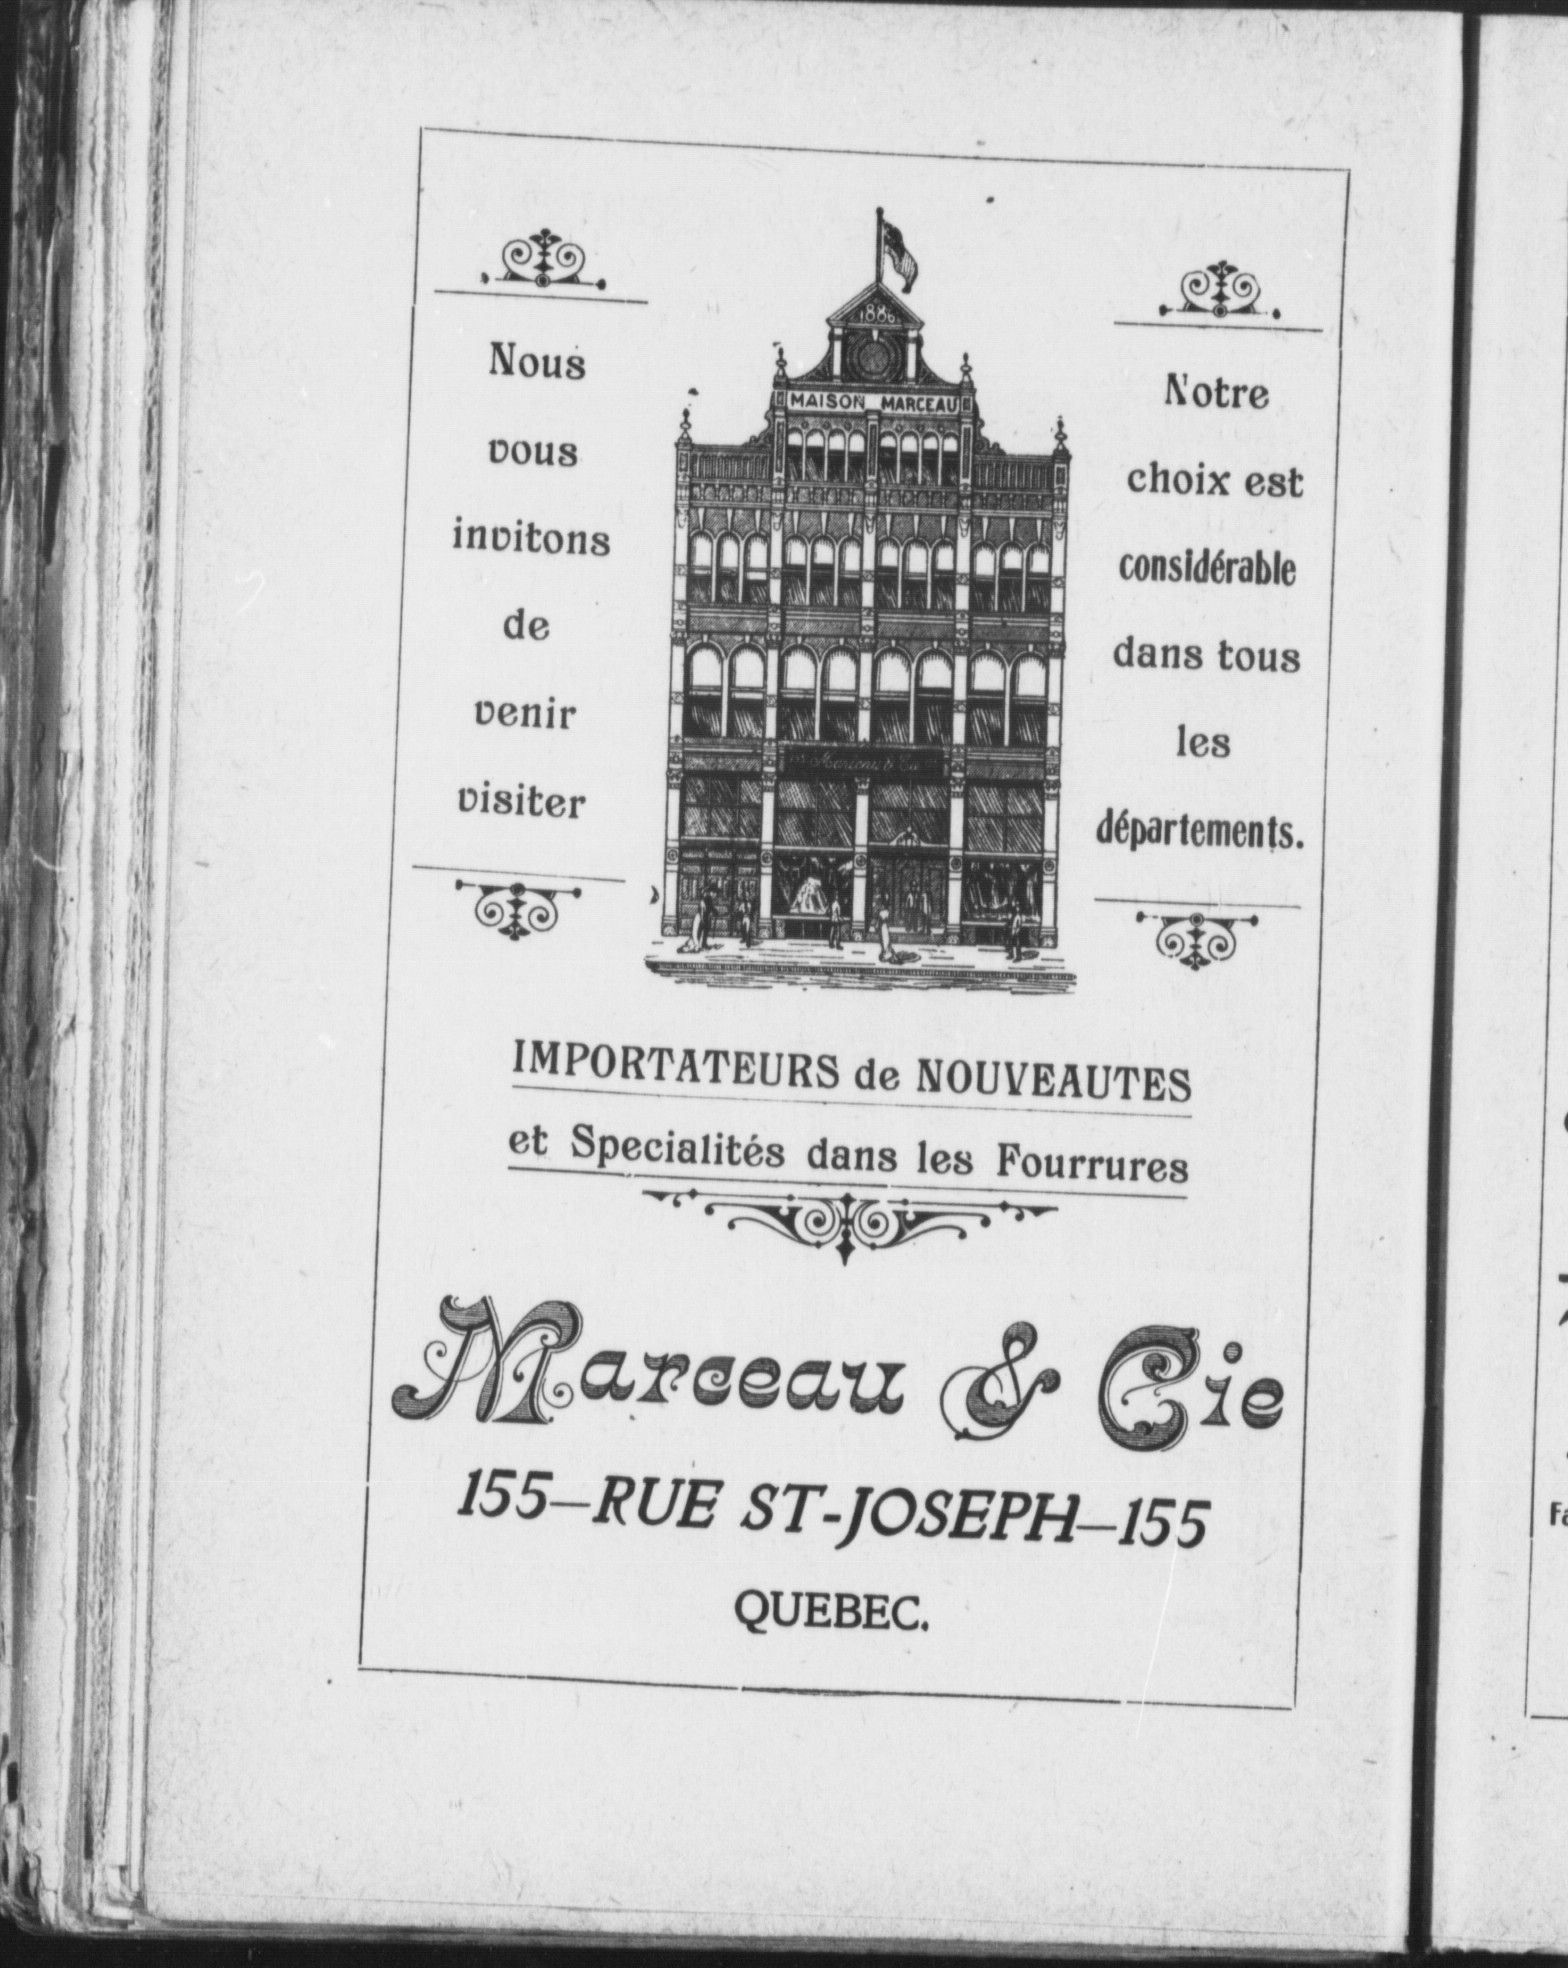 Nous
vous
invitons
de
venir
visiter
1886
MAISON MARCEAU
Notre
choix est
considérable
dans tous
les
départements.
IMPORTATEURS de NOUVEAUTES
et Specialités dans les Fourrures
Marceau & Cie
155—RUE ST-JOSEPH—155
QUEBEC.